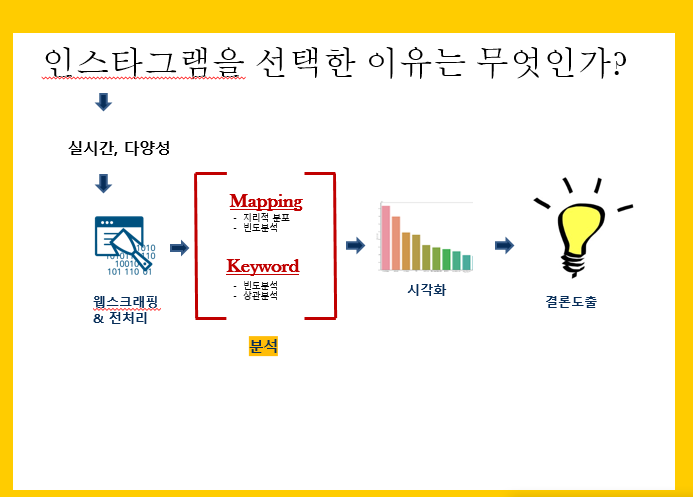 인스타그램을 선택한 이유는 무엇인가?
실시간, 다양성
웹스크래핑
& 전처리
Mapping
- 지리적 분포
- 빈도분석
Keyword
- 빈도분석
- 상관분석
분석
시각화
결론도출